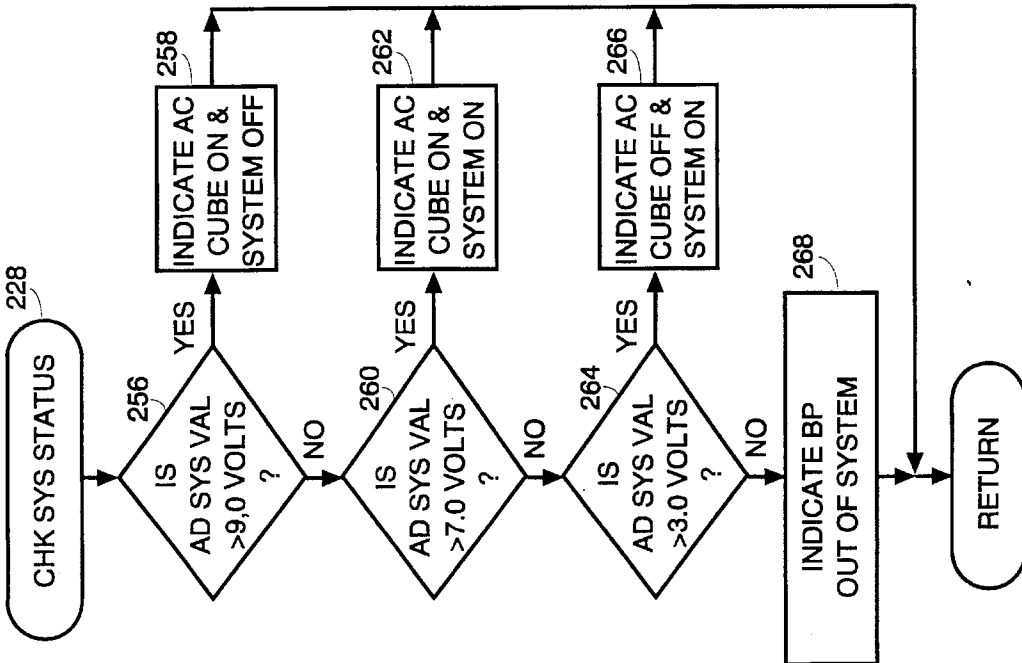 CHK SYS STATUS
228
IS
AD SYS VAL
>9,0 VOLTS
?
256
YES
NO
INDICATE AC
CUBE ON &
SYSTEM OFF
258
IS
AD SYS VAL
>7.0 VOLTS
?
260
YES
NO
INDICATE AC
CUBE ON &
SYSTEM ON
262
IS
AD SYS VAL
>3.0 VOLTS
?
264
YES
NO
INDICATE AC
CUBE OFF &
SYSTEM ON
266
INDICATE BP
OUT OF SYSTEM
268
RETURN